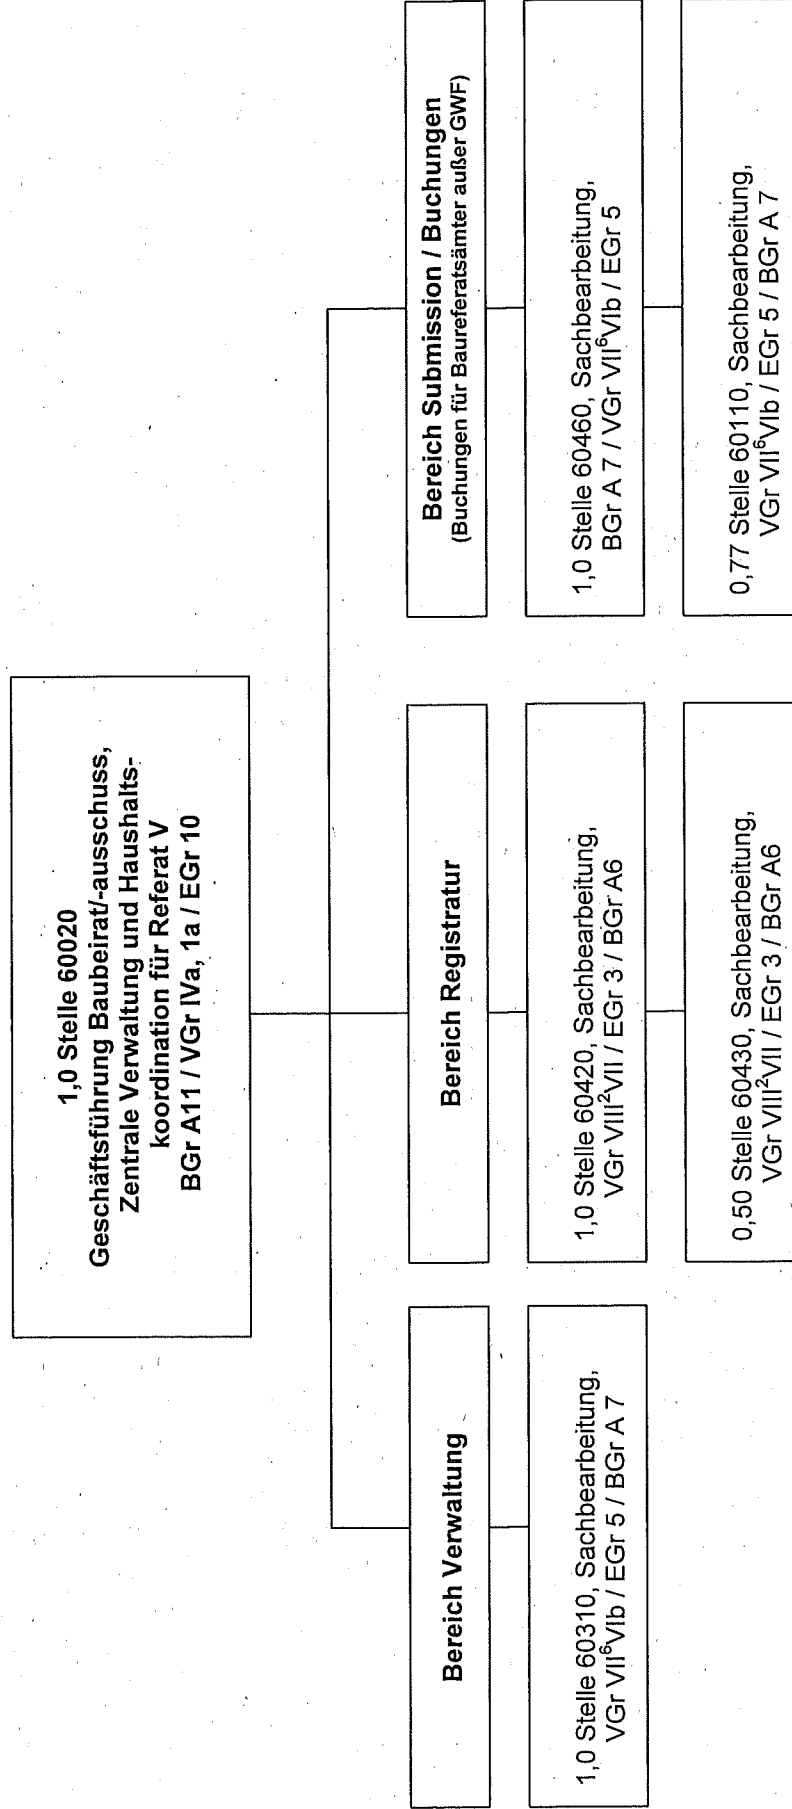 1,0 Stelle 60020
Geschäftsführung Baubeirat/-ausschuss,
Zentrale Verwaltung und Haushalts-
koordination für Referat V
BGr A11 / VGr IVa, 1a / EGr 10
Bereich Verwaltung
1,0 Stelle 60310, Sachbearbeitung,
VGr VII⁶VIb / EGr 5 / BGr A 7
Bereich Registratur
1,0 Stelle 60420, Sachbearbeitung,
VGr VIII²VII / EGr 3 / BGr A6
0,50 Stelle 60430, Sachbearbeitung,
VGr VIII²VII / EGr 3 / BGr A6
Bereich Submission / Buchungen
(Buchungen für Baureferatsämter außer GWF)
1,0 Stelle 60460, Sachbearbeitung,
BGr A 7 / VGr VII⁶VIb / EGr 5
0,77 Stelle 60110, Sachbearbeitung,
VGr VII⁶VIb / EGr 5 / BGr A 7